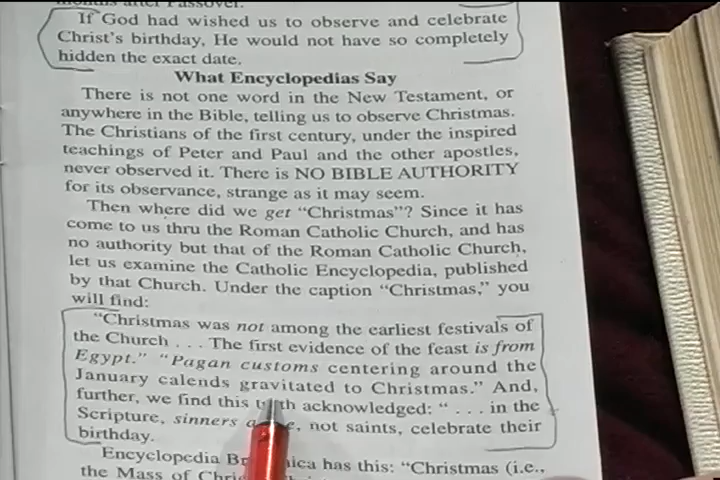 months after Passover.
If God had wished us to observe and celebrate
Christ's birthday, He would not have so completely
hidden the exact date.
What Encyclopedias Say
There is not one word in the New Testament, or
anywhere in the Bible, telling us to observe Christmas.
The Christians of the first century, under the inspired
teachings of Peter and Paul and the other apostles,
never observed it. There is NO BIBLE AUTHORITY
for its observance, strange as it may seem.
Then where did we get “Christmas”? Since it has
come to us thru the Roman Catholic Church, and has
no authority but that of the Roman Catholic Church,
let us examine the Catholic Encyclopedia, published
by that Church. Under the caption “Christmas,” you
will find:
“Christmas was not among the earliest festivals of
the Church . . . The first evidence of the feast is from
Egypt.” “Pagan customs centering around the
January calends gravitated to Christmas.” And,
further, we find this acknowledged: “ . . . in the
Scripture, sinners , not saints, celebrate their
birthday.
Encyclopedia has this: “Christmas (i.e.,
the Mass of